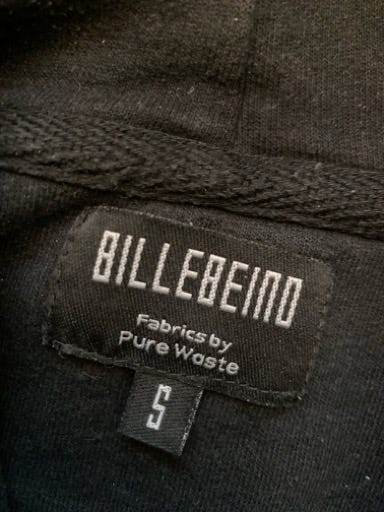 BILLEBEINO
Fabrics by
Pure Waste
S